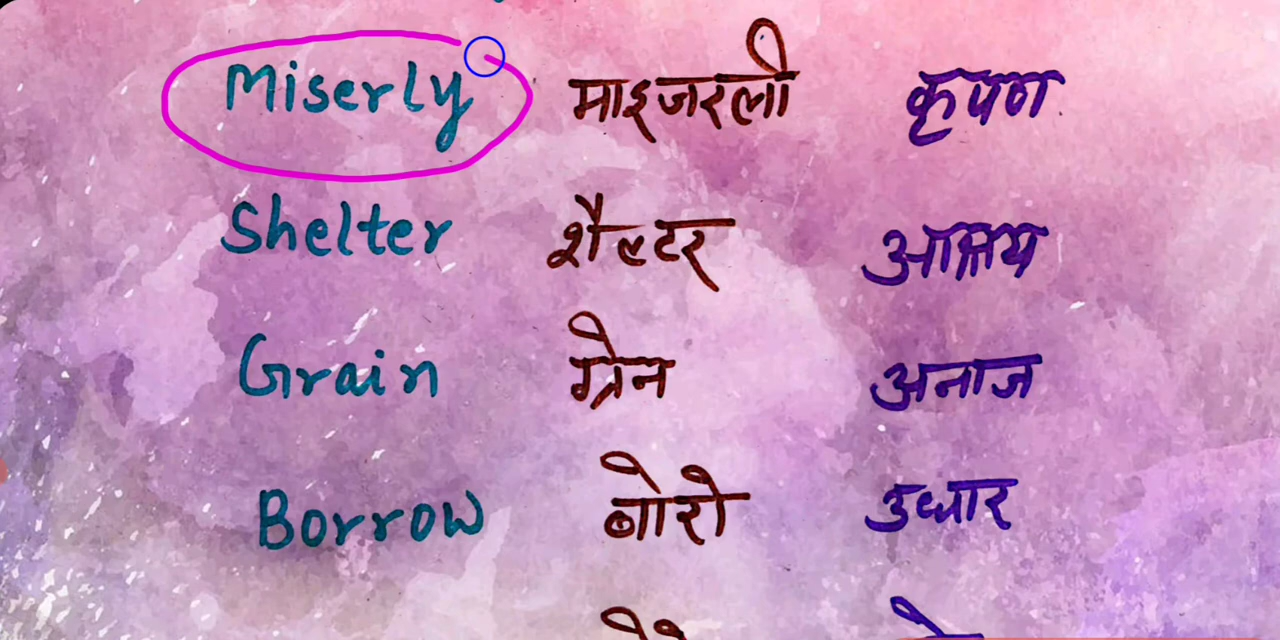 Miserly माइजरली कृपण
Shelter शैल्टर आश्रय
Grain ग्रेन अनाज
Borrow बोरो उधार